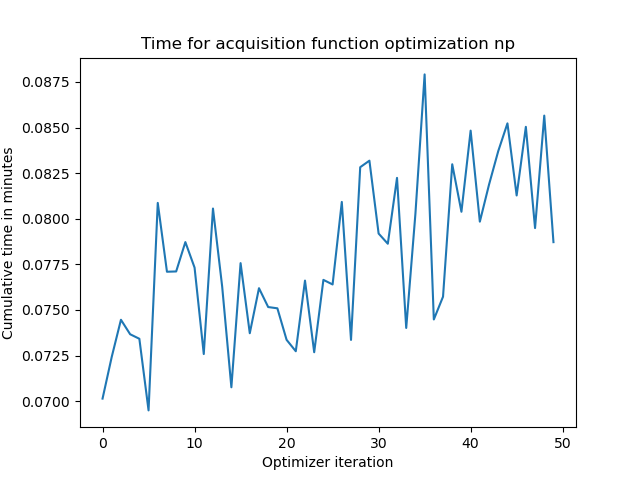 Time for acquisition function optimization np
Cumulative time in minutes
0.0875
0.0850
0.0825
0.0800
0.0775
0.0750
0.0725
0.0700
0 10 20 30 40 50
Optimizer iteration